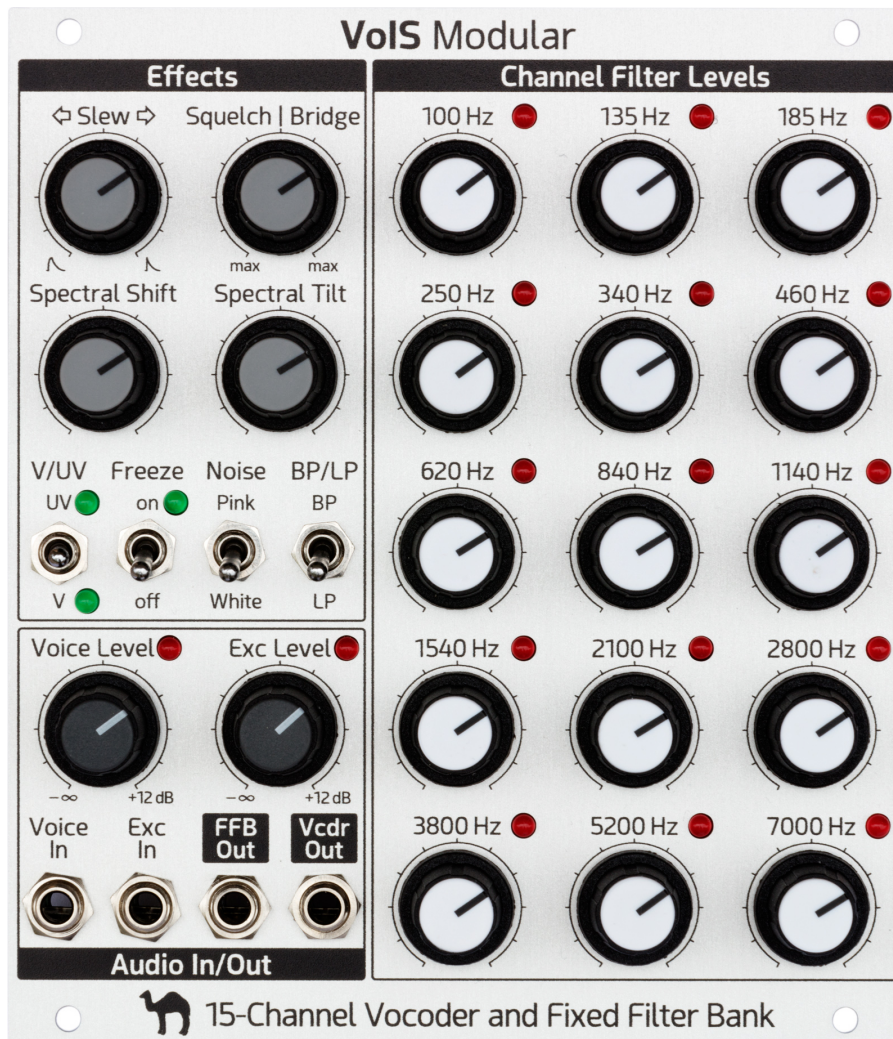 VoIS Modular
Effects
Slew
Squelch | Bridge
max max
Spectral Shift
Spectral Tilt
V/UV Freeze Noise BP/LP
UV on Pink BP
V off White LP
Voice Level
Exc Level
-∞ +12 dB
-∞ +12 dB
Voice In
Exc In
FFB Out
Vcdr Out
Audio In/Out
Channel Filter Levels
100 Hz 135 Hz 185 Hz
250 Hz 340 Hz 460 Hz
620 Hz 840 Hz 1140 Hz
1540 Hz 2100 Hz 2800 Hz
3800 Hz 5200 Hz 7000 Hz
15-Channel Vocoder and Fixed Filter Bank